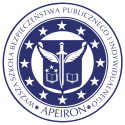 WYŻSZA SZKOŁA BEZPIECZEŃSTWA PUBLICZNEGO I INDYWIDUALNEGO
APEIRON